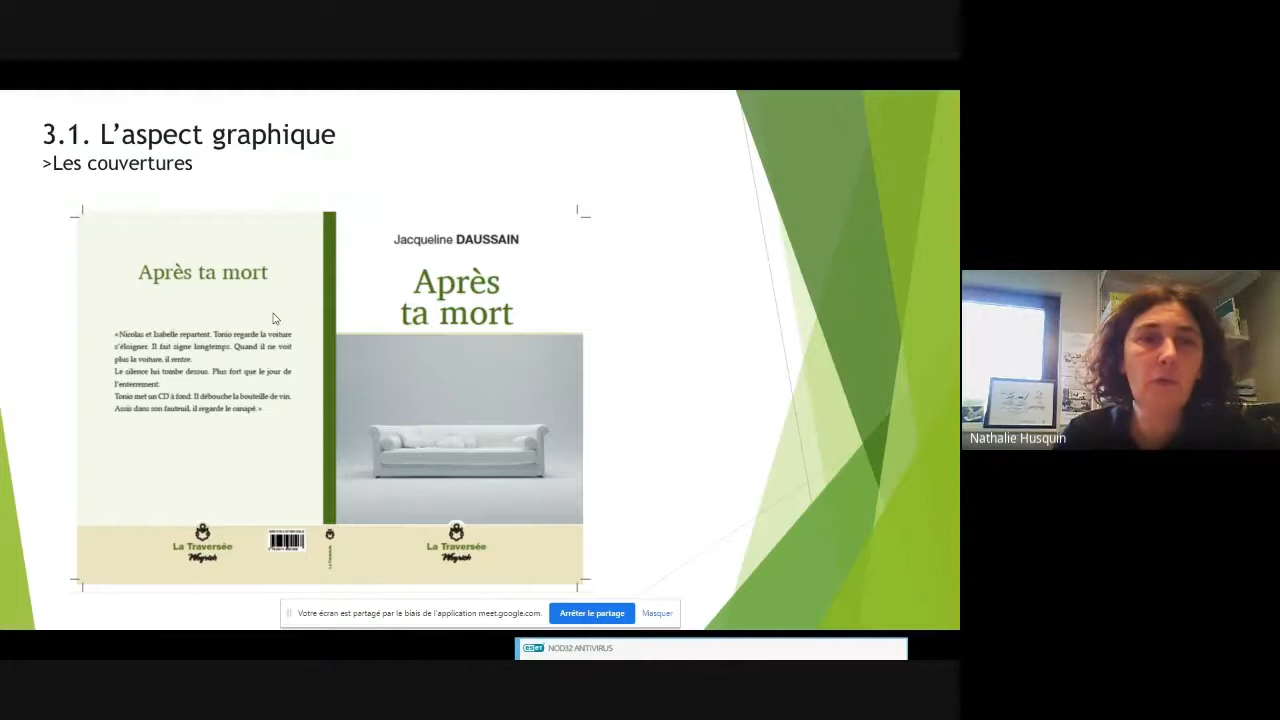 3.1. L’aspect graphique
>Les couvertures
Après ta mort
« Nicolas et Isabelle repartent. Tonio regarde la voiture
s’éloigner. Il fait signe longtemps. Quand il ne voit
plus la voiture, il rentre.
Le silence lui tombe dessus. Plus fort que le jour de
l’enterrement.
Tonio met un CD à fond. Il débouche la bouteille de vin.
Assis dans son fauteuil, il regarde le canapé. »
La Traversée
Weyrich
La Traversée
Jacqueline DAUSSAIN
Après
ta mort
La Traversée
Weyrich
Nathalie Husquin
Votre écran est partagé par le biais de l'application meet.google.com.
Arrêter le partage
Masquer
eset NOD32 ANTIVIRUS